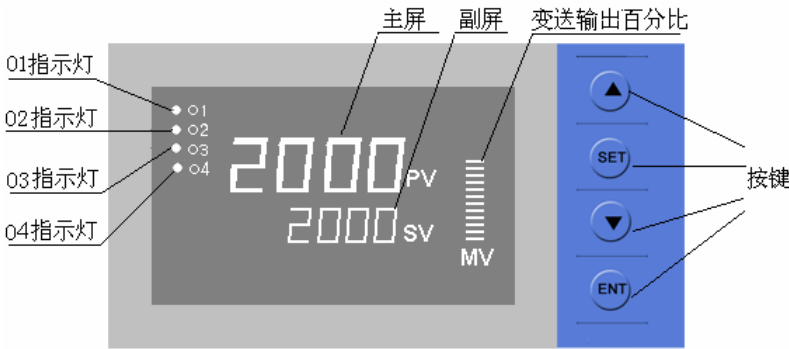 主屏
副屏
变送输出百分比
01指示灯
02指示灯
03指示灯
04指示灯
o1
o2
o3
o4
2000 PV
2000 SV
MV
SET
ENT
按键